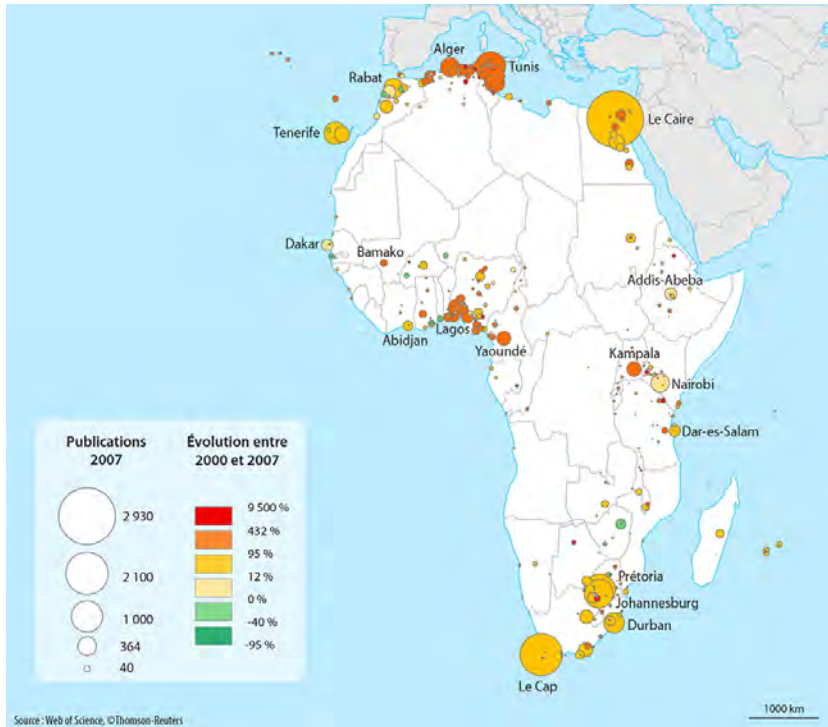 Alger
Tunis
Rabat
Le Caire
Tenerife
Dakar
Bamako
Addis-Abeba
Lagos
Abidjan
Yaoundé
Kampala
Nairobi
Dar-es-Salam
Publications
2007
Évolution entre
2000 et 2007
2 930
2 100
1 000
364
40
9 500 %
432 %
95 %
12 %
0 %
-40 %
-95 %
Prétoria
Johannesburg
Durban
Le Cap
1000 km
Source : Web of Science, ©Thomson-Reuters